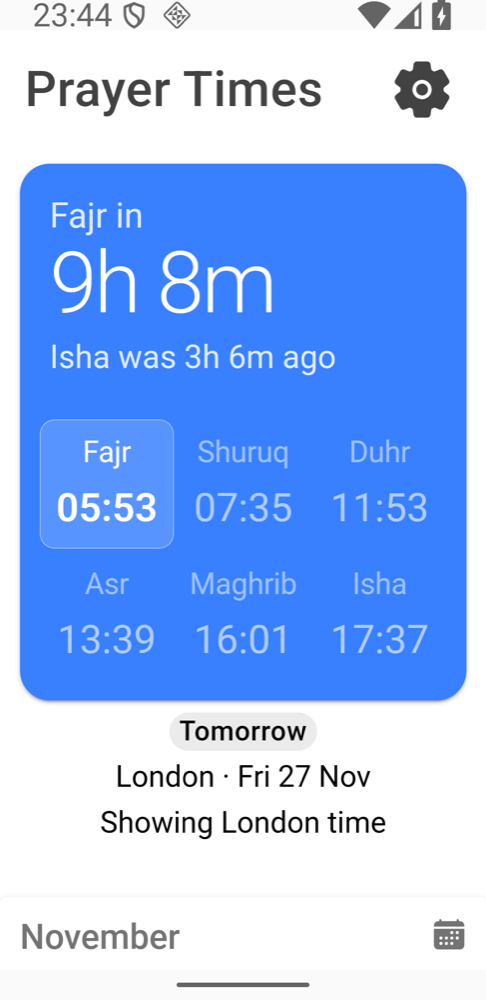 23:44
Prayer Times
Fajr in
9h 8m
Isha was 3h 6m ago
Fajr Shuruq Duhr
05:53 07:35 11:53
Asr Maghrib Isha
13:39 16:01 17:37
Tomorrow
London · Fri 27 Nov
Showing London time
November